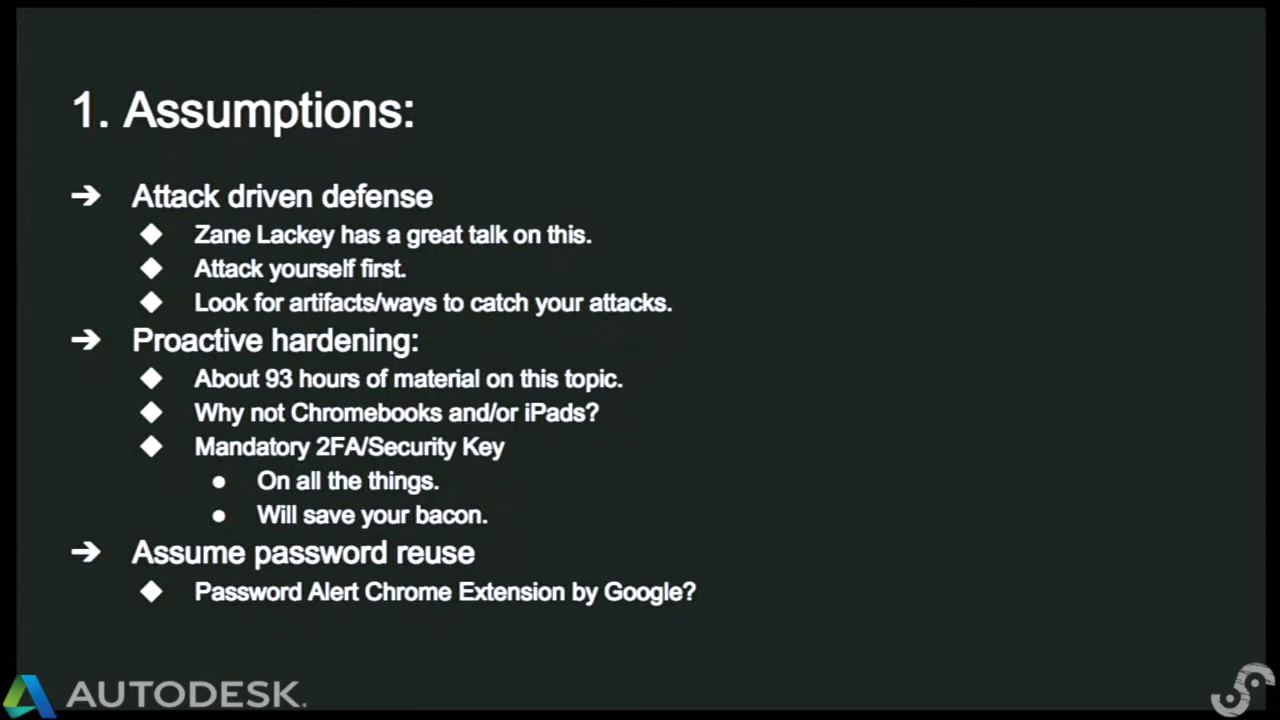 1. Assumptions:
➔ Attack driven defense
◆ Zane Lackey has a great talk on this.
◆ Attack yourself first.
◆ Look for artifacts/ways to catch your attacks.
➔ Proactive hardening:
◆ About 93 hours of material on this topic.
◆ Why not Chromebooks and/or iPads?
◆ Mandatory 2FA/Security Key
● On all the things.
● Will save your bacon.
➔ Assume password reuse
◆ Password Alert Chrome Extension by Google?
AUTODESK.